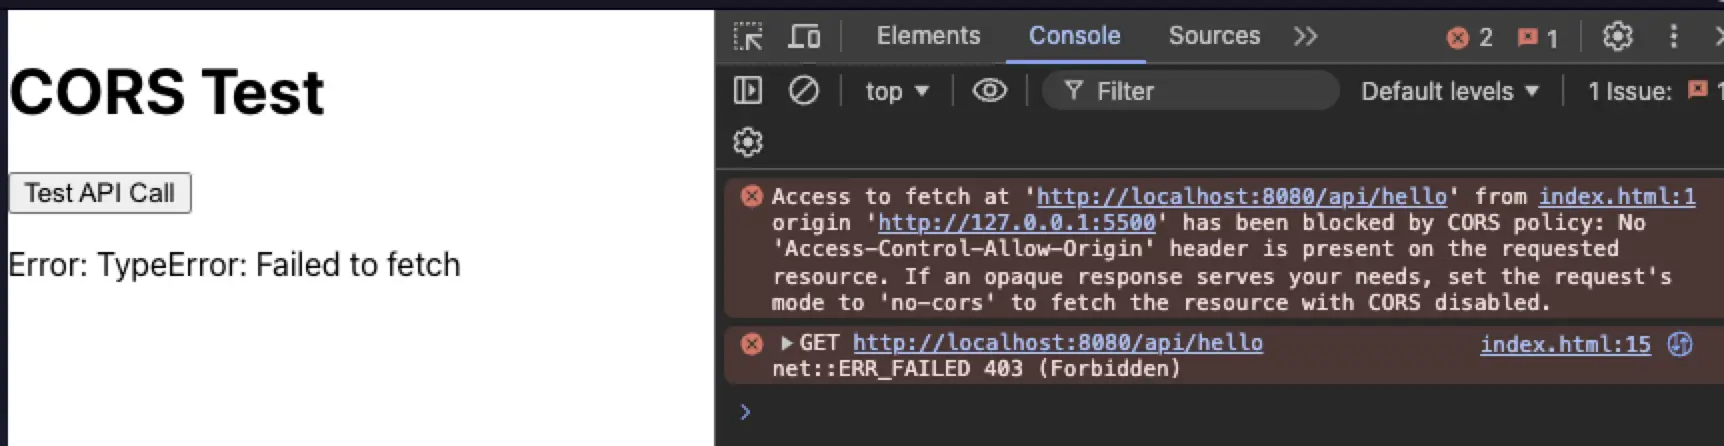 CORS Test
Test API Call
Error: TypeError: Failed to fetch
Elements Console Sources 2 1
top Filter Default levels 1 Issue: 1
Access to fetch at 'http://localhost:8080/api/hello' from index.html:1
origin 'http://127.0.0.1:5500' has been blocked by CORS policy: No
'Access-Control-Allow-Origin' header is present on the requested
resource. If an opaque response serves your needs, set the request's
mode to 'no-cors' to fetch the resource with CORS disabled.
GET http://localhost:8080/api/hello index.html:15
net::ERR_FAILED 403 (Forbidden)